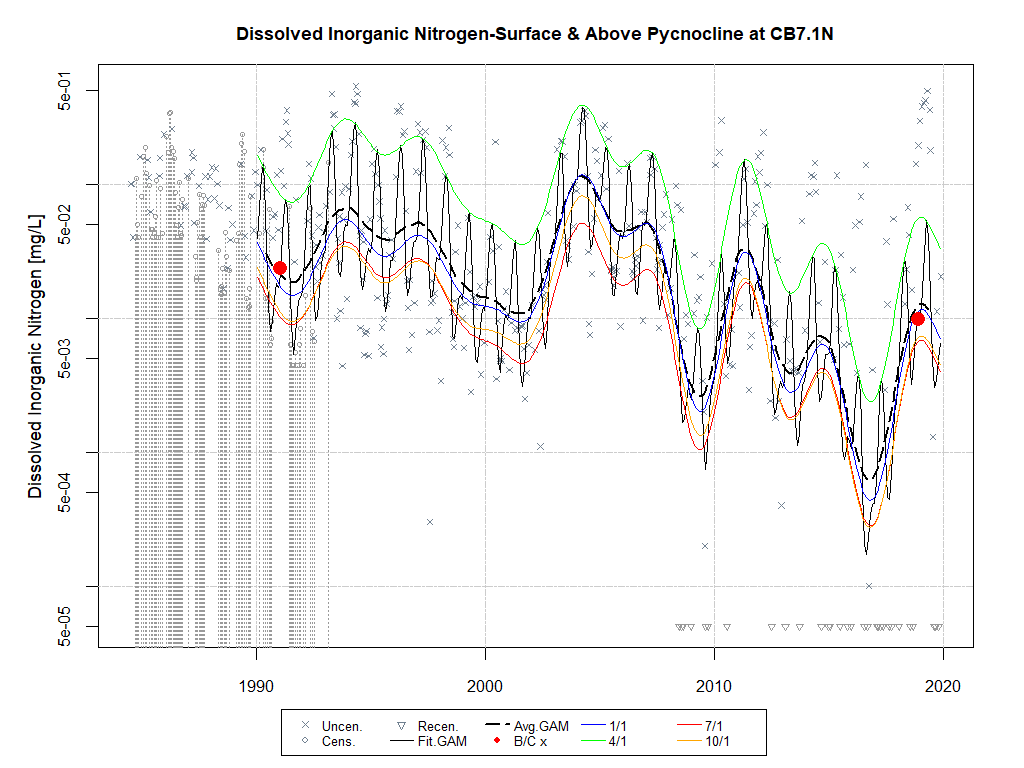 Dissolved Inorganic Nitrogen-Surface & Above Pycnocline at CB7.1N
Dissolved Inorganic Nitrogen [mg/L]
5e-01
5e-02
5e-03
5e-04
5e-05
1990 2000 2010 2020
Uncen. Recen. Avg.GAM 1/1 7/1
Cens. Fit.GAM B/C x 4/1 10/1